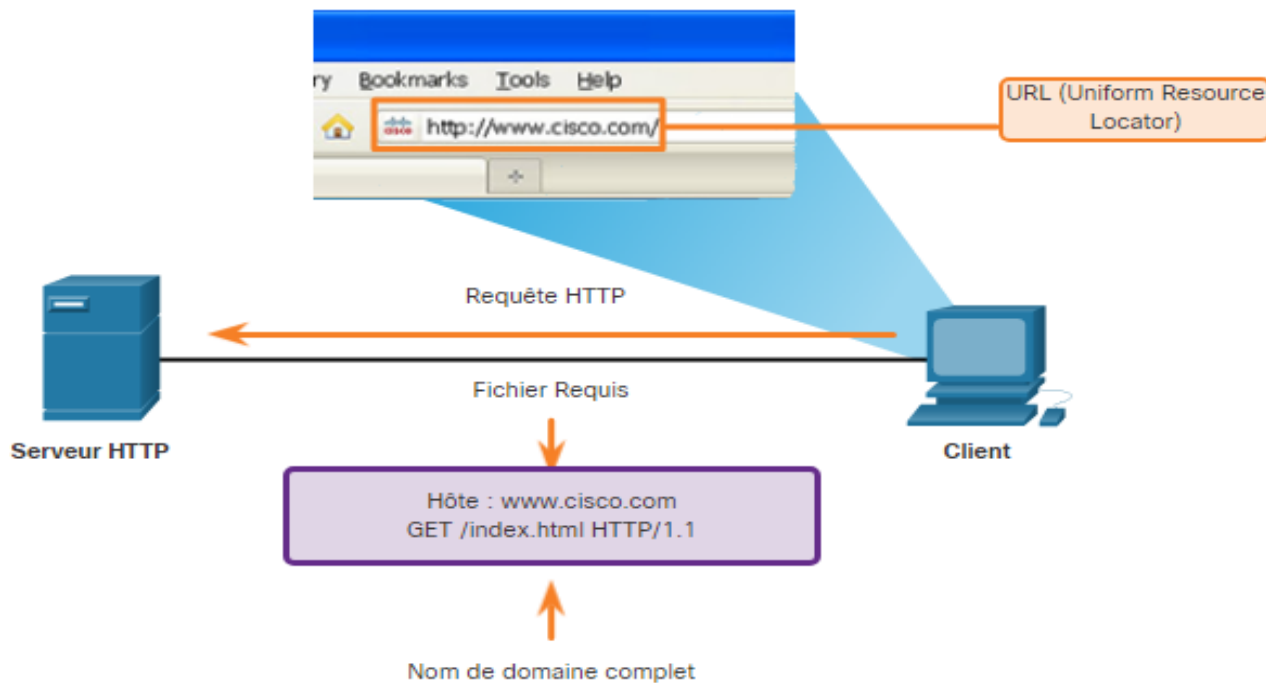 ry Bookmarks Tools Help
cisco http://www.cisco.com/
URL (Uniform Resource
Locator)
Requête HTTP
Fichier Requis
Serveur HTTP
Client
Hôte : www.cisco.com
GET /index.html HTTP/1.1
Nom de domaine complet